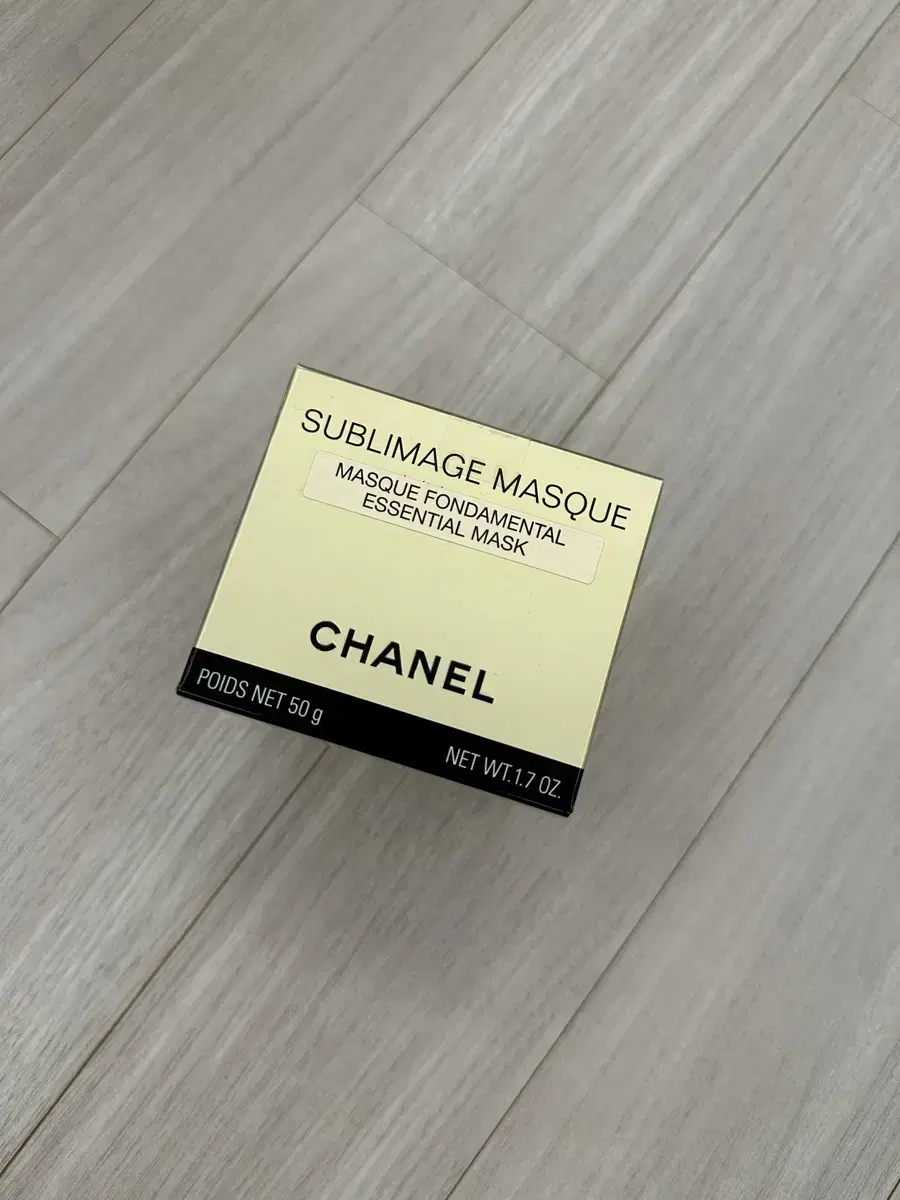 SUBLIMAGE MASQUE
MASQUE FONDAMENTAL
ESSENTIAL MASK
CHANEL
POIDS NET 50 g
NET WT.1.7 OZ.